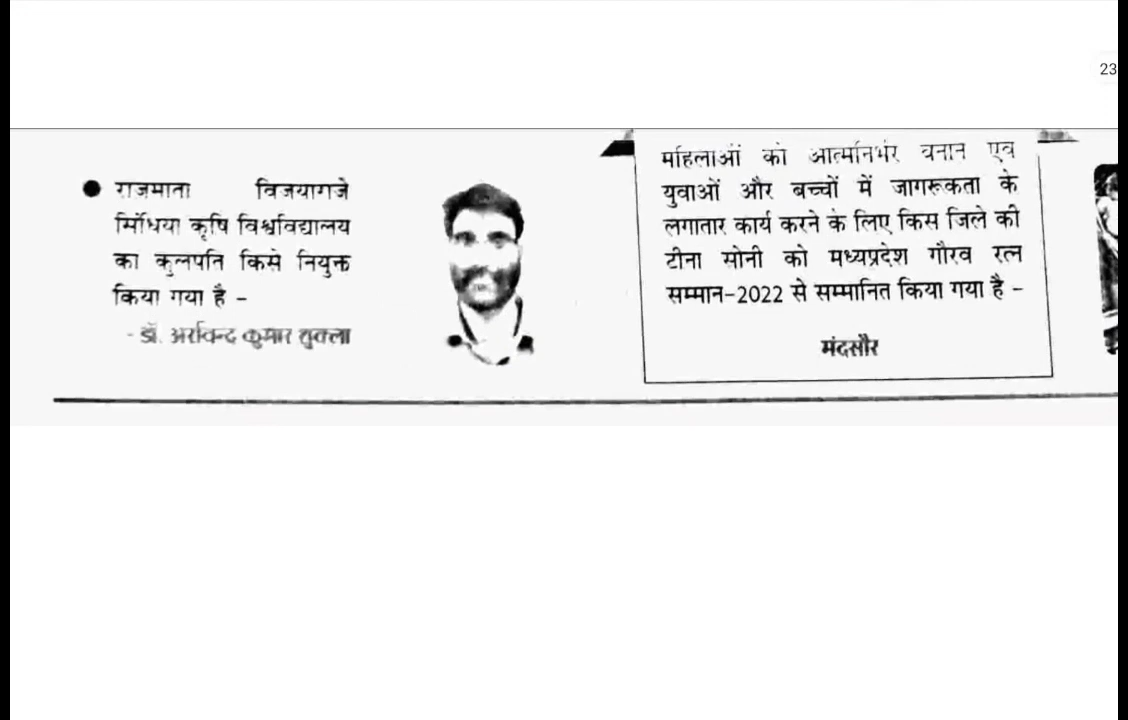 23
राजमाता विजयाराजे
सिंधिया कृषि विश्वविद्यालय
का कुलपति किसे नियुक्त
किया गया है -
- डॉ. अरविन्द कुमार शुक्ला
महिलाओं को आत्मनिर्भर बनाने एवं
युवाओं और बच्चों में जागरूकता के
लगातार कार्य करने के लिए किस जिले की
टीना सोनी को मध्यप्रदेश गौरव रत्न
सम्मान-2022 से सम्मानित किया गया है -
मंदसौर